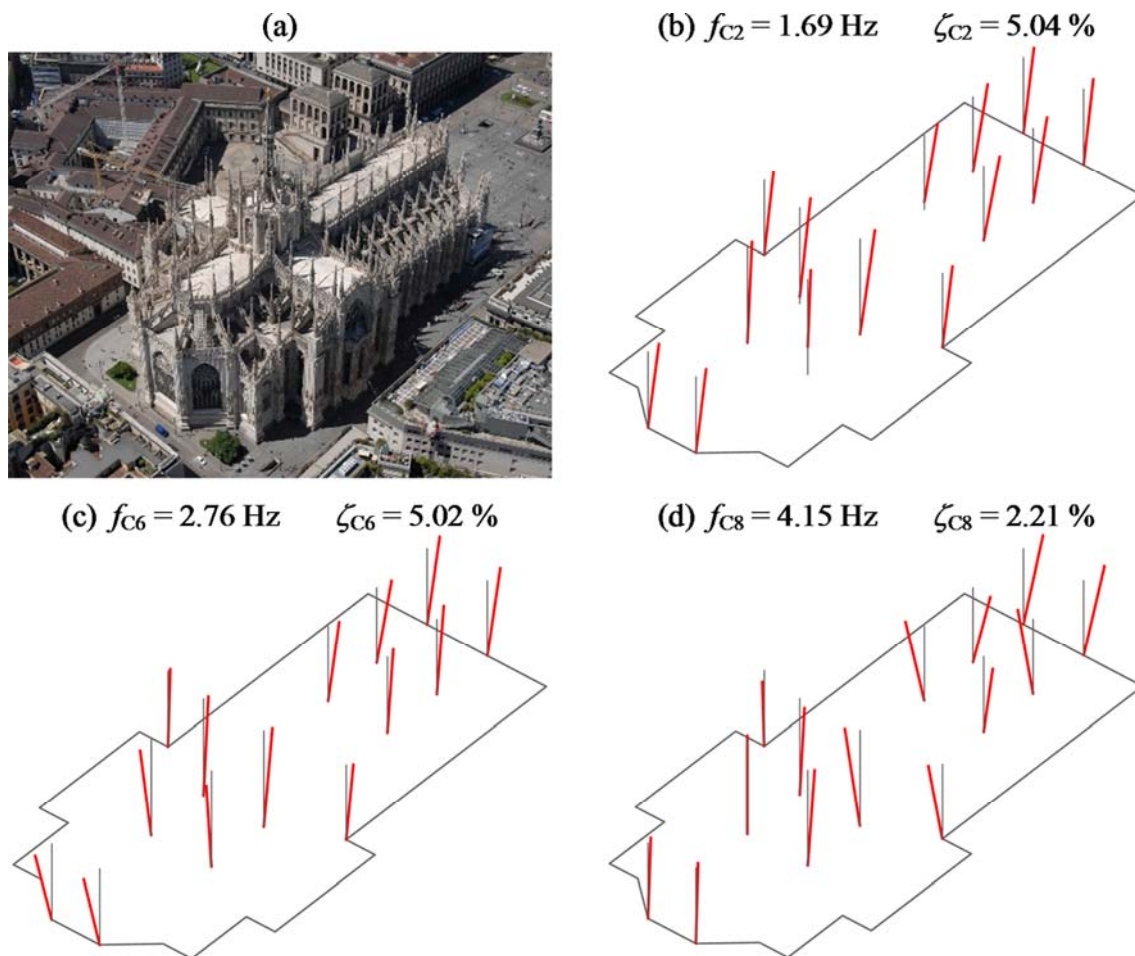 (a)
(b) fC2 = 1.69 Hz ζC2 = 5.04 %
(c) fC6 = 2.76 Hz ζC6 = 5.02 %
(d) fC8 = 4.15 Hz ζC8 = 2.21 %